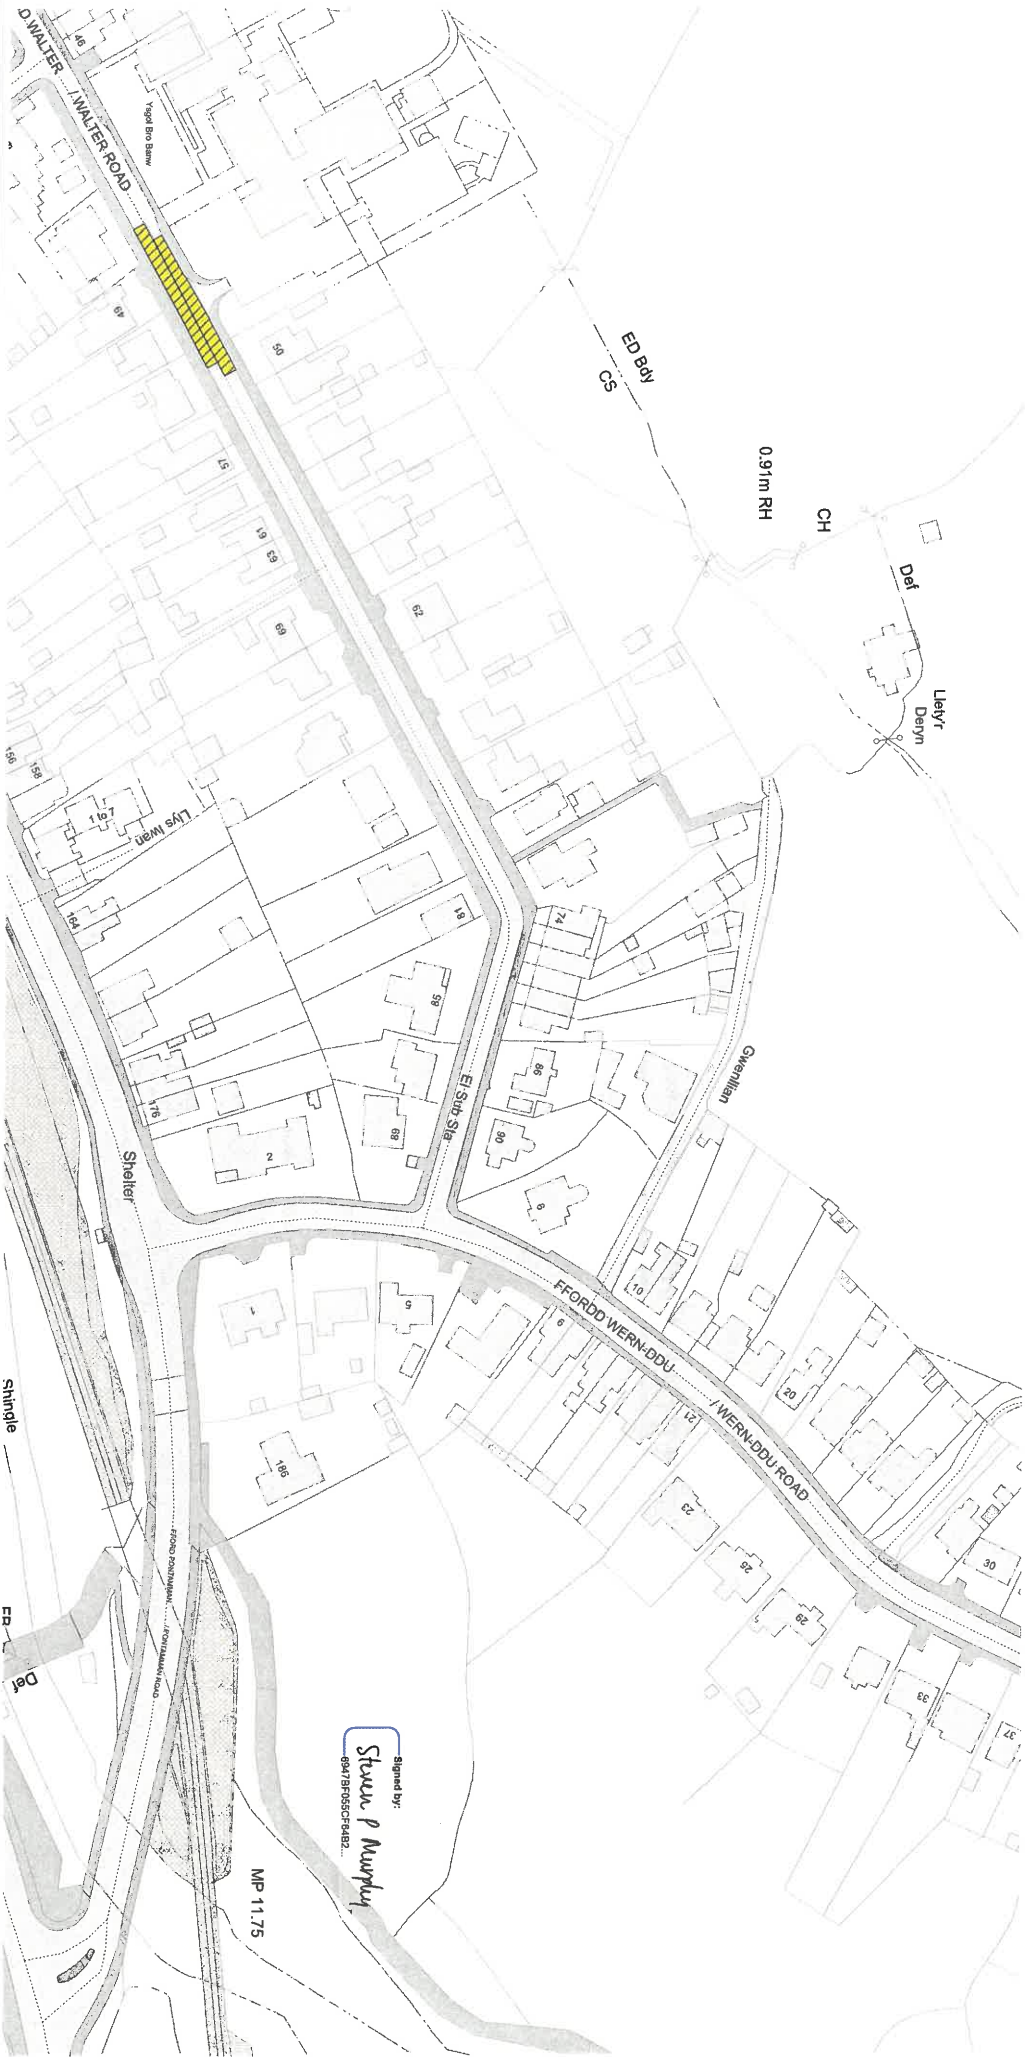 D. WALTER
/ WALTER ROAD
46
Ysgol Bro Banw
49
50
57
61
63
69
62
ED Bdy
CS
0.91m RH
CH
Def
Llety'r
Deryn
156
158
1 to 7
Llys Iwan
164
81
74
85
86
El Sub Sta
89
90
6
Gwenllian
176
2
Shelter
1
5
FFORDD WERN-DDU
/ WERN-DDU ROAD
10
9
20
21
23
25
29
30
33
37
186
Shingle
FFORD PONTAMMAN
/ PONTAMMAN ROAD
FB
Def
MP 11.75
Signed by:
Steven P Murphy
6947BF055CF64B2...